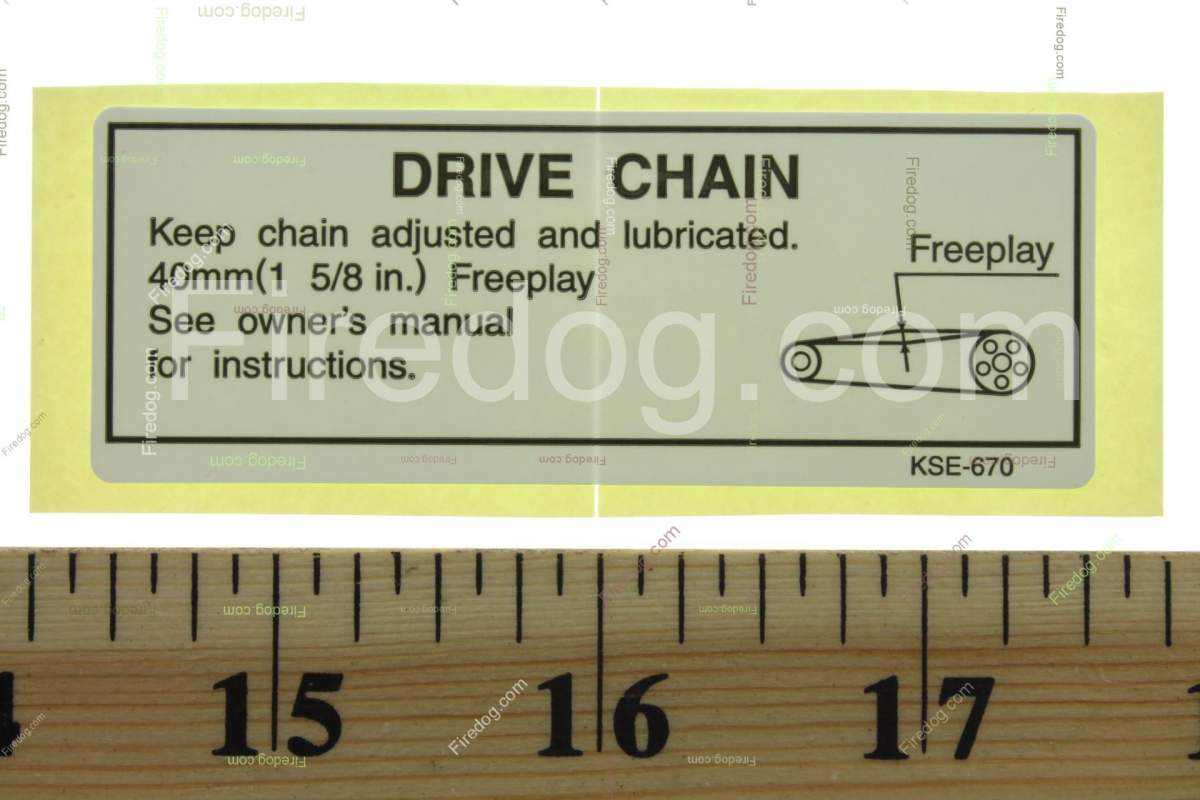 DRIVE CHAIN
Keep chain adjusted and lubricated.
40mm(1 5/8 in.) Freeplay
See owner's manual
for instructions.
Freeplay
KSE-670
Firedog.com
15 16 17